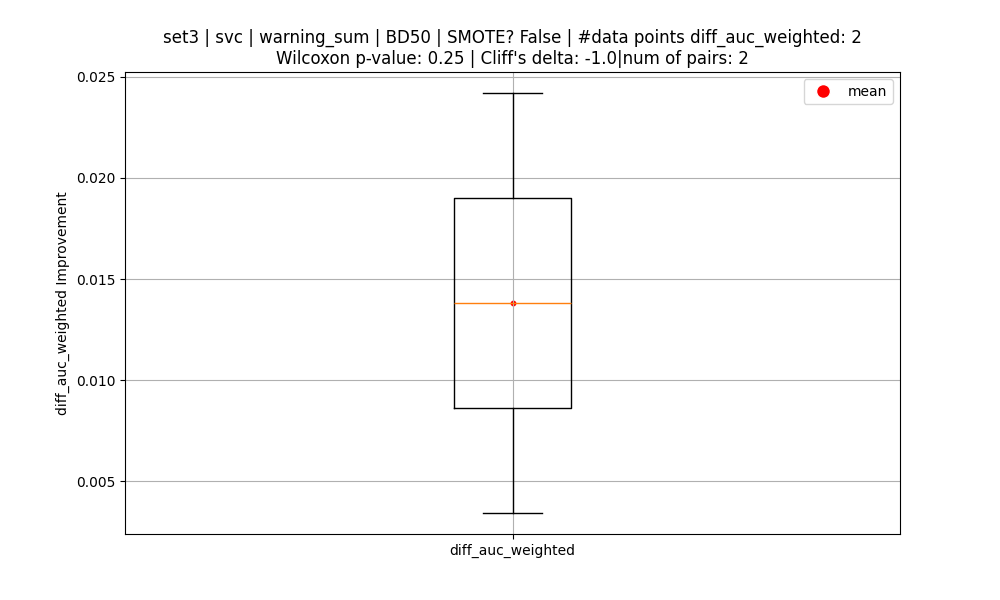 set3 | svc | warning_sum | BD50 | SMOTE? False | #data points diff_auc_weighted: 2
Wilcoxon p-value: 0.25 | Cliff's delta: -1.0|num of pairs: 2
mean
diff_auc_weighted Improvement
0.025
0.020
0.015
0.010
0.005
diff_auc_weighted